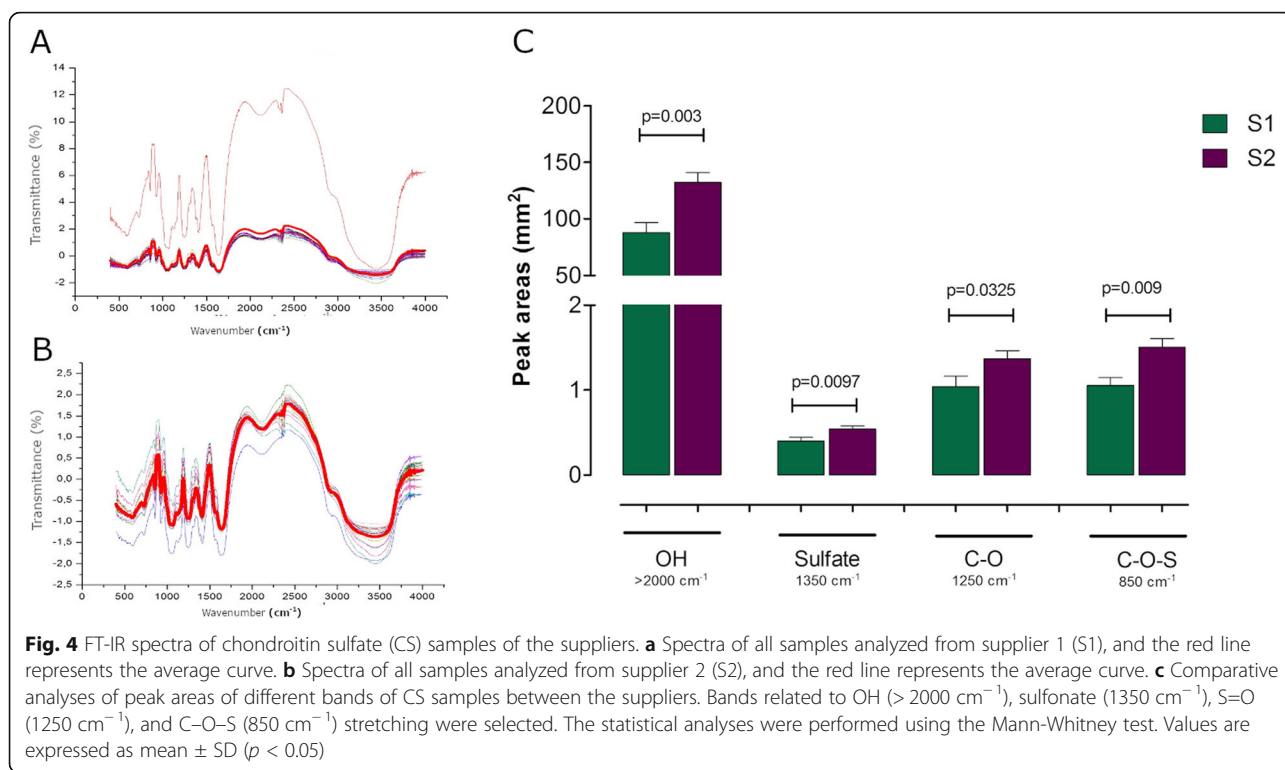 A
14
12
10
8
6
4
2
0
-2
Transmittance (%)
500 1000 1500 2000 2500 3000 3500 4000
Wavenumber (cm-1)
B
2,5
2,0
1,5
1,0
0,5
0,0
-0,5
-1,0
-1,5
-2,0
-2,5
Transmittance (%)
500 1000 1500 2000 2500 3000 3500 4000
Wavenumber (cm-1)
C
200
150
100
50
2
1
0
Peak areas (mm2)
p=0.003
p=0.0097
p=0.0325
p=0.009
S1
S2
OH Sulfate C-O C-O-S
>2000 cm-1 1350 cm-1 1250 cm-1 850 cm-1
Fig. 4 FT-IR spectra of chondroitin sulfate (CS) samples of the suppliers. a Spectra of all samples analyzed from supplier 1 (S1), and the red line
represents the average curve. b Spectra of all samples analyzed from supplier 2 (S2), and the red line represents the average curve. c Comparative
analyses of peak areas of different bands of CS samples between the suppliers. Bands related to OH (> 2000 cm−1), sulfonate (1350 cm−1), S=O
(1250 cm−1), and C–O–S (850 cm−1) stretching were selected. The statistical analyses were performed using the Mann-Whitney test. Values are
expressed as mean ± SD (p < 0.05)